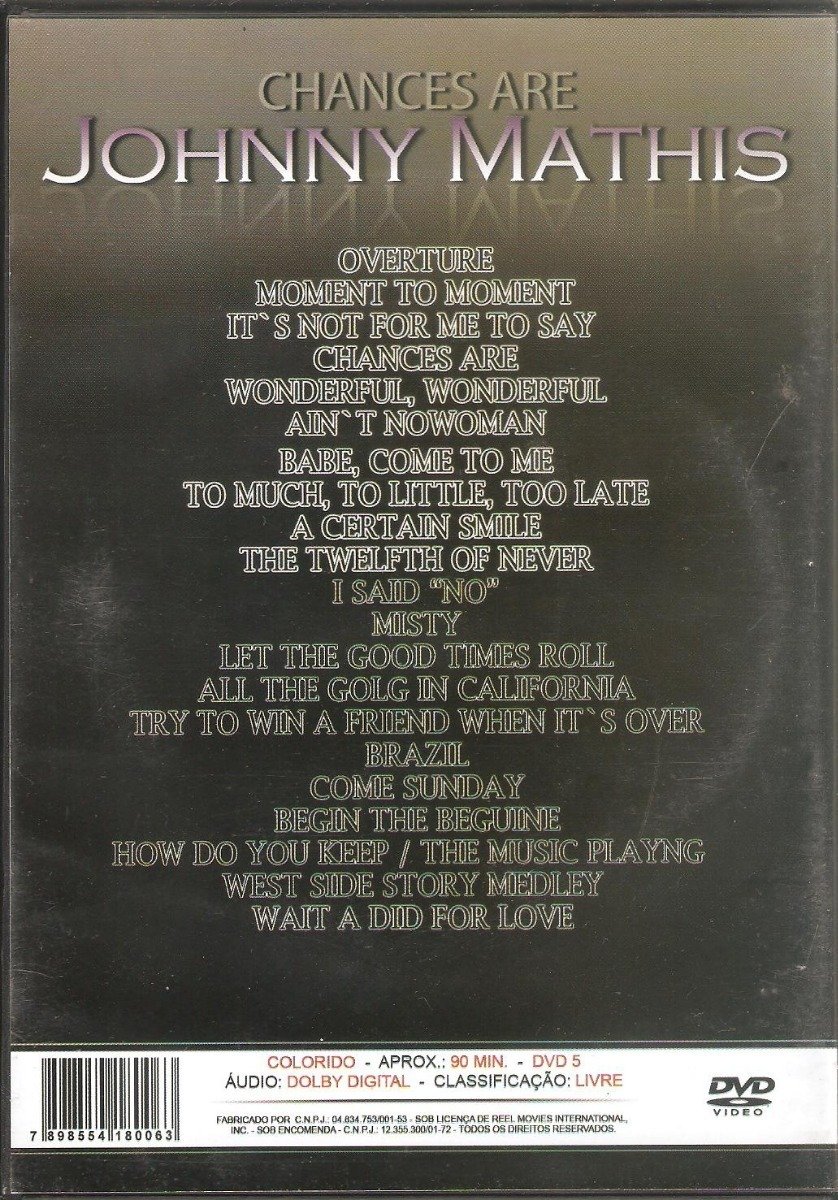 CHANCES ARE
JOHNNY MATHIS
OVERTURE
MOMENT TO MOMENT
IT`S NOT FOR ME TO SAY
CHANCES ARE
WONDERFUL, WONDERFUL
AIN`T NOWOMAN
BABE, COME TO ME
TO MUCH, TO LITTLE, TOO LATE
A CERTAIN SMILE
THE TWELFTH OF NEVER
I SAID “NO”
MISTY
LET THE GOOD TIMES ROLL
ALL THE GOLG IN CALIFORNIA
TRY TO WIN A FRIEND WHEN IT`S OVER
BRAZIL
COME SUNDAY
BEGIN THE BEGUINE
HOW DO YOU KEEP / THE MUSIC PLAYNG
WEST SIDE STORY MEDLEY
WAIT A DID FOR LOVE
COLORIDO - APROX.: 90 MIN. - DVD 5
ÁUDIO: DOLBY DIGITAL - CLASSIFICAÇÃO: LIVRE
FABRICADO POR C.N.P.J.: 04.634.753/001-53 - SOB LICENÇA DE REEL MOVIES INTERNATIONAL,
INC. - SOB ENCOMENDA - C.N.P.J.: 12.355.300/01-72 - TODOS OS DIREITOS RESERVADOS.
7 898554 180063
DVD
VIDEO